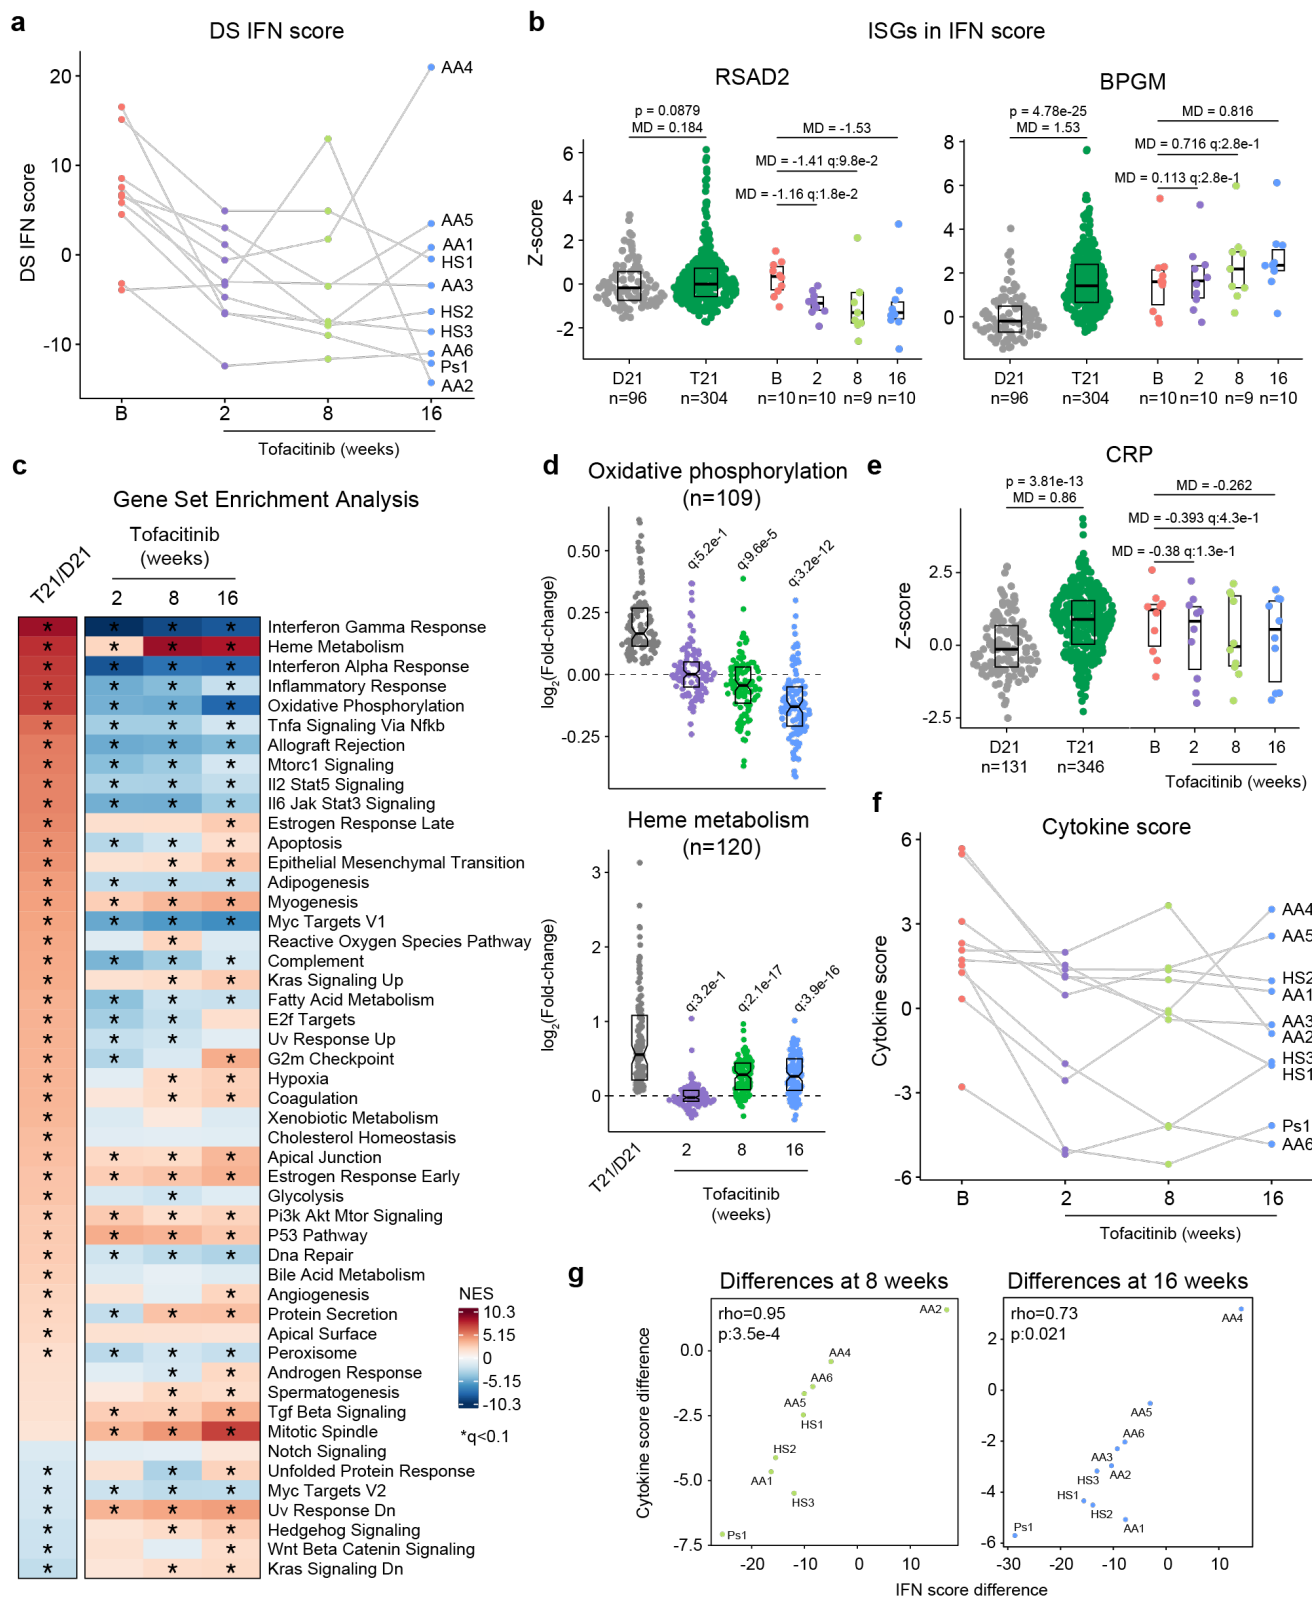 a
DS IFN score
DS IFN score
20
10
0
-10
AA4
AA5
AA1
HS1
AA3
HS2
HS3
AA6
Ps1
AA2
B
2
8
16
Tofacitinib (weeks)
b
ISGs in IFN score
RSAD2
p = 0.0879
MD = 0.184
MD = -1.53
MD = -1.41 q:9.8e-2
MD = -1.16 q:1.8e-2
Z-score
6
4
2
0
-2
D21
T21
B
2
8
16
n=96
n=304
n=10
n=10
n=9
n=10
BPGM
p = 4.78e-25
MD = 1.53
MD = 0.816
MD = 0.716 q:2.8e-1
MD = 0.113 q:2.8e-1
8
6
4
2
0
D21
T21
B
2
8
16
n=96
n=304
n=10
n=10
n=9
n=10
c
Gene Set Enrichment Analysis
Tofacitinib
(weeks)
T21/D21
2
8
16
Interferon Gamma Response
Heme Metabolism
Interferon Alpha Response
Inflammatory Response
Oxidative Phosphorylation
Tnfa Signaling Via Nfkb
Allograft Rejection
Mtorc1 Signaling
Il2 Stat5 Signaling
Il6 Jak Stat3 Signaling
Estrogen Response Late
Apoptosis
Epithelial Mesenchymal Transition
Adipogenesis
Myogenesis
Myc Targets V1
Reactive Oxygen Species Pathway
Complement
Kras Signaling Up
Fatty Acid Metabolism
E2f Targets
Uv Response Up
G2m Checkpoint
Hypoxia
Coagulation
Xenobiotic Metabolism
Cholesterol Homeostasis
Apical Junction
Estrogen Response Early
Glycolysis
Pi3k Akt Mtor Signaling
P53 Pathway
Dna Repair
Bile Acid Metabolism
Angiogenesis
Protein Secretion
Apical Surface
Peroxisome
Androgen Response
Spermatogenesis
Tgf Beta Signaling
Mitotic Spindle
Notch Signaling
Unfolded Protein Response
Myc Targets V2
Uv Response Dn
Hedgehog Signaling
Wnt Beta Catenin Signaling
Kras Signaling Dn
NES
10.3
5.15
0
-5.15
-10.3
*q<0.1
d
Oxidative phosphorylation
(n=109)
log2(Fold-change)
0.50
0.25
0.00
-0.25
q:5.2e-1
q:9.6e-5
q:3.2e-12
Heme metabolism
(n=120)
log2(Fold-change)
3
2
1
0
q:3.2e-1
q:2.1e-17
q:3.9e-16
T21/D21
2
8
16
Tofacitinib
(weeks)
e
CRP
p = 3.81e-13
MD = 0.86
MD = -0.262
MD = -0.393 q:4.3e-1
MD = -0.38 q:1.3e-1
Z-score
2.5
0.0
-2.5
D21
T21
B
2
8
16
n=131
n=346
Tofacitinib (weeks)
f
Cytokine score
Cytokine score
6
3
0
-3
-6
AA4
AA5
HS2
AA1
AA3
AA2
HS3
HS1
Ps1
AA6
B
2
8
16
Tofacitinib (weeks)
g
Differences at 8 weeks
rho=0.95
p:3.5e-4
Cytokine score difference
0.0
-2.5
-5.0
-7.5
AA2
AA4
AA6
AA5
HS1
HS2
AA1
HS3
Ps1
-20
-10
0
10
Differences at 16 weeks
rho=0.73
p:0.021
2
0
-2
-4
-6
AA4
AA5
AA6
AA3
AA2
HS3
HS1
HS2
AA1
Ps1
-30
-20
-10
0
10
IFN score difference